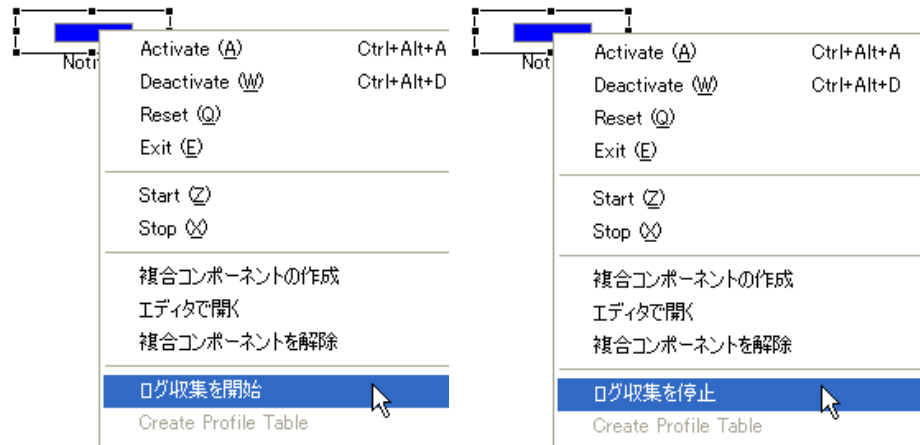 Activate (A) Ctrl+Alt+A
Deactivate (W) Ctrl+Alt+D
Reset (Q)
Exit (E)
Start (Z)
Stop (X)
複合コンポーネントの作成
エディタで開く
複合コンポーネントを解除
ログ収集を開始
Create Profile Table
Activate (A) Ctrl+Alt+A
Deactivate (W) Ctrl+Alt+D
Reset (Q)
Exit (E)
Start (Z)
Stop (X)
複合コンポーネントの作成
エディタで開く
複合コンポーネントを解除
ログ収集を停止
Create Profile Table